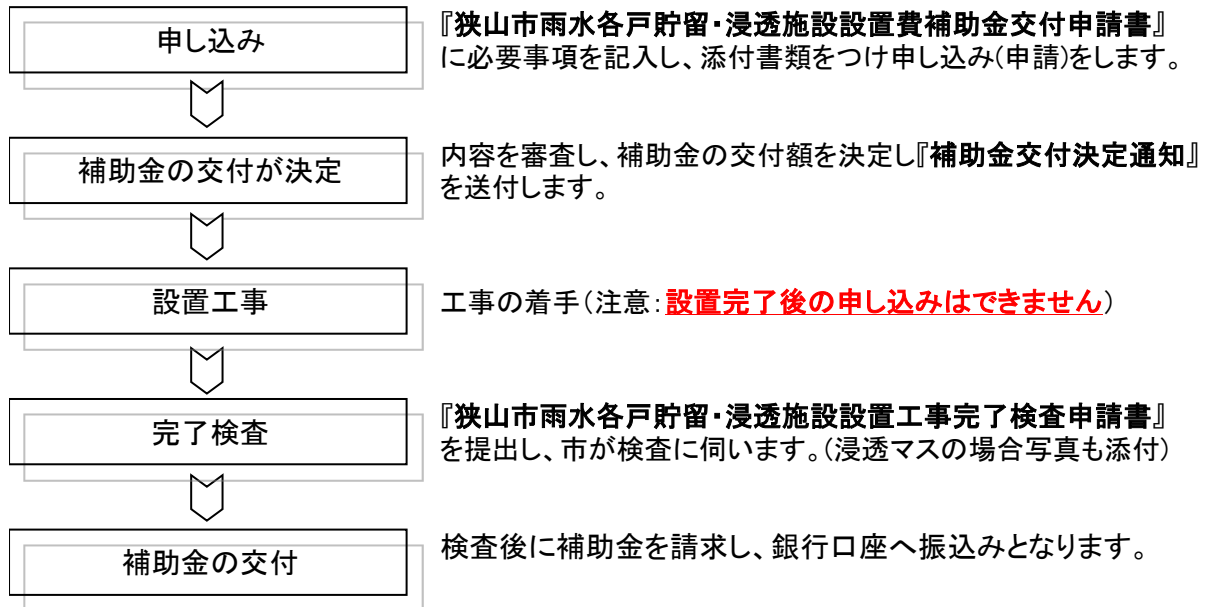 申し込み
『狭山市雨水各戸貯留・浸透施設設置費補助金交付申請書』
に必要事項を記入し、添付書類をつけ申し込み(申請)をします。
補助金の交付が決定
内容を審査し、補助金の交付額を決定し『補助金交付決定通知』
を送付します。
設置工事
工事の着手（注意：設置完了後の申し込みはできません）
完了検査
『狭山市雨水各戸貯留・浸透施設設置工事完了検査申請書』
を提出し、市が検査に伺います。（浸透マスの場合写真も添付）
補助金の交付
検査後に補助金を請求し、銀行口座へ振込みとなります。